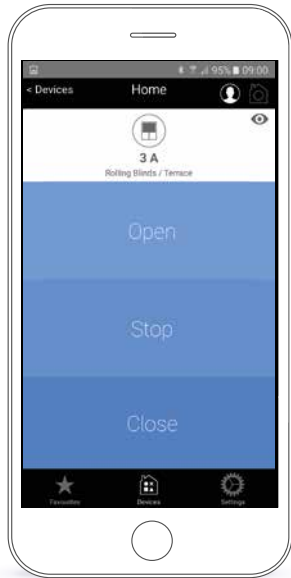 95% 09:00
< Devices Home
3 A
Rolling Blinds / Terrace
Open
Stop
Close
Favourites Devices Settings